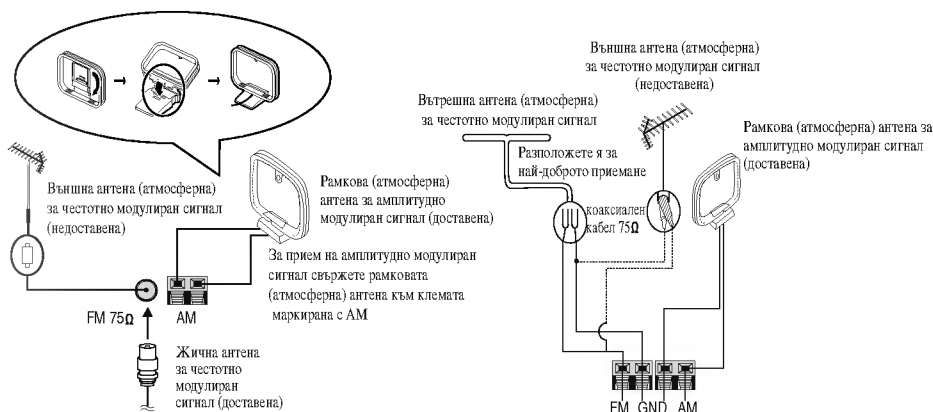 Външна антена (атмосферна)
за честотно модулиран сигнал
(недоставена)
Рамкова (атмосферна)
антена за амплитудно
модулиран сигнал (доставена)
За прием на амплитудно модулиран
сигнал свържете рамковата
(атмосферна) антена към клемата
маркирана с АМ
FM 75Ω
AM
Жична антена
за честотно
модулиран
сигнал (доставена)
Външна антена (атмосферна)
за честотно модулиран сигнал
(недоставена)
Вътрешна антена (атмосферна)
за честотно модулиран сигнал
Разположете я за
най-доброто приемане
Рамкова (атмосферна) антена за
амплитудно модулиран сигнал
(доставена)
коаксиален
кабел 75Ω
FM GND AM